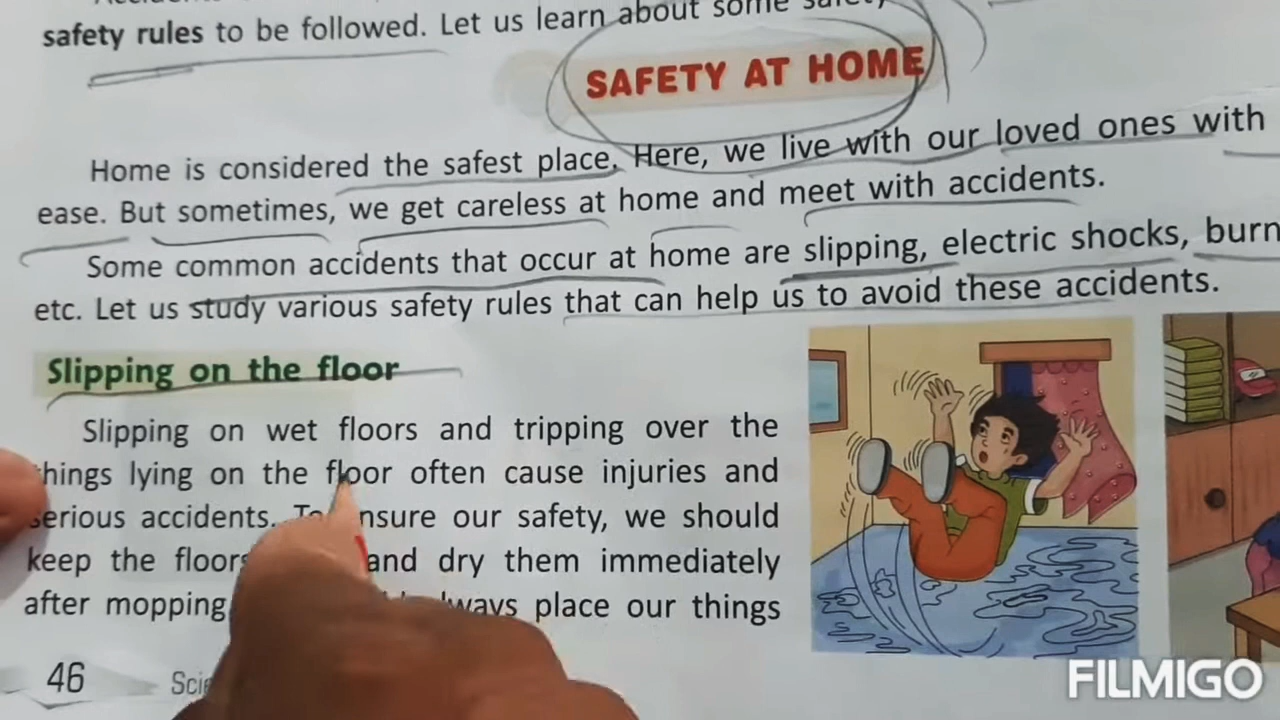 safety rules to be followed. Let us learn about some safety
SAFETY AT HOME
Home is considered the safest place. Here, we live with our loved ones with
ease. But sometimes, we get careless at home and meet with accidents.
Some common accidents that occur at home are slipping, electric shocks, burn
etc. Let us study various safety rules that can help us to avoid these accidents.
Slipping on the floor
Slipping on wet floors and tripping over the
things lying on the floor often cause injuries and
serious accidents. To ensure our safety, we should
keep the floors and dry them immediately
after mopping always place our things
46
FILMIGO